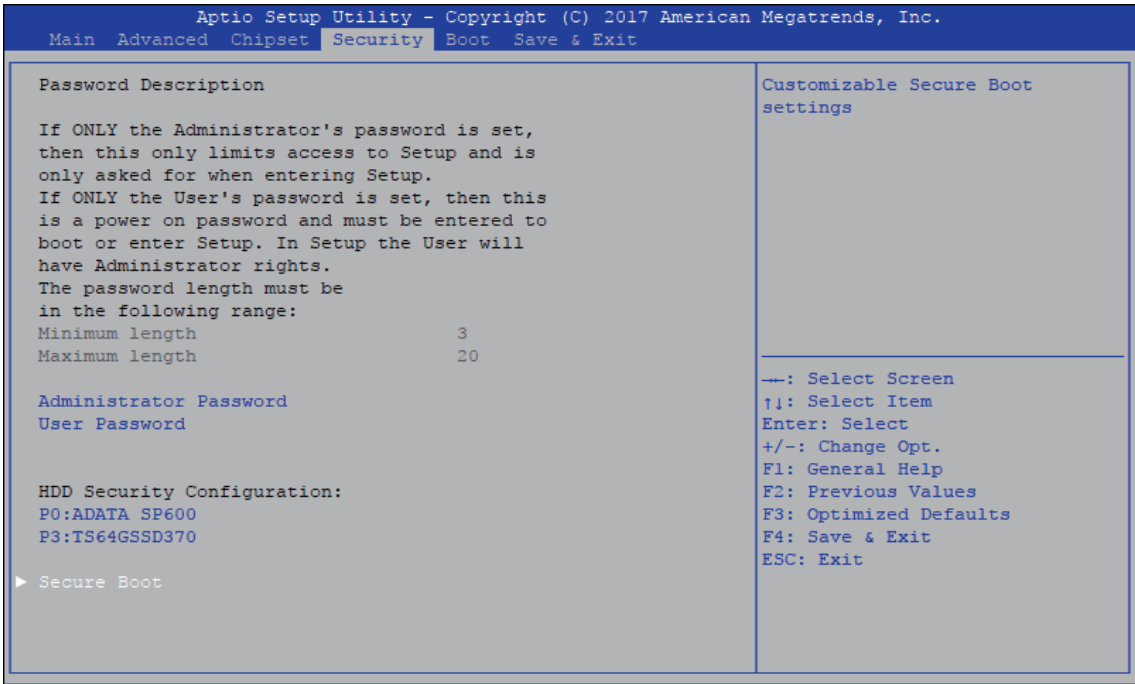 Aptio Setup Utility - Copyright (C) 2017 American Megatrends, Inc.
Main Advanced Chipset Security Boot Save & Exit
Password Description
If ONLY the Administrator's password is set,
then this only limits access to Setup and is
only asked for when entering Setup.
If ONLY the User's password is set, then this
is a power on password and must be entered to
boot or enter Setup. In Setup the User will
have Administrator rights.
The password length must be
in the following range:
Minimum length 3
Maximum length 20
Administrator Password
User Password
HDD Security Configuration:
P0:ADATA SP600
P3:TS64GSSD370
► Secure Boot
Customizable Secure Boot
settings
→←: Select Screen
↑↓: Select Item
Enter: Select
+/-: Change Opt.
F1: General Help
F2: Previous Values
F3: Optimized Defaults
F4: Save & Exit
ESC: Exit